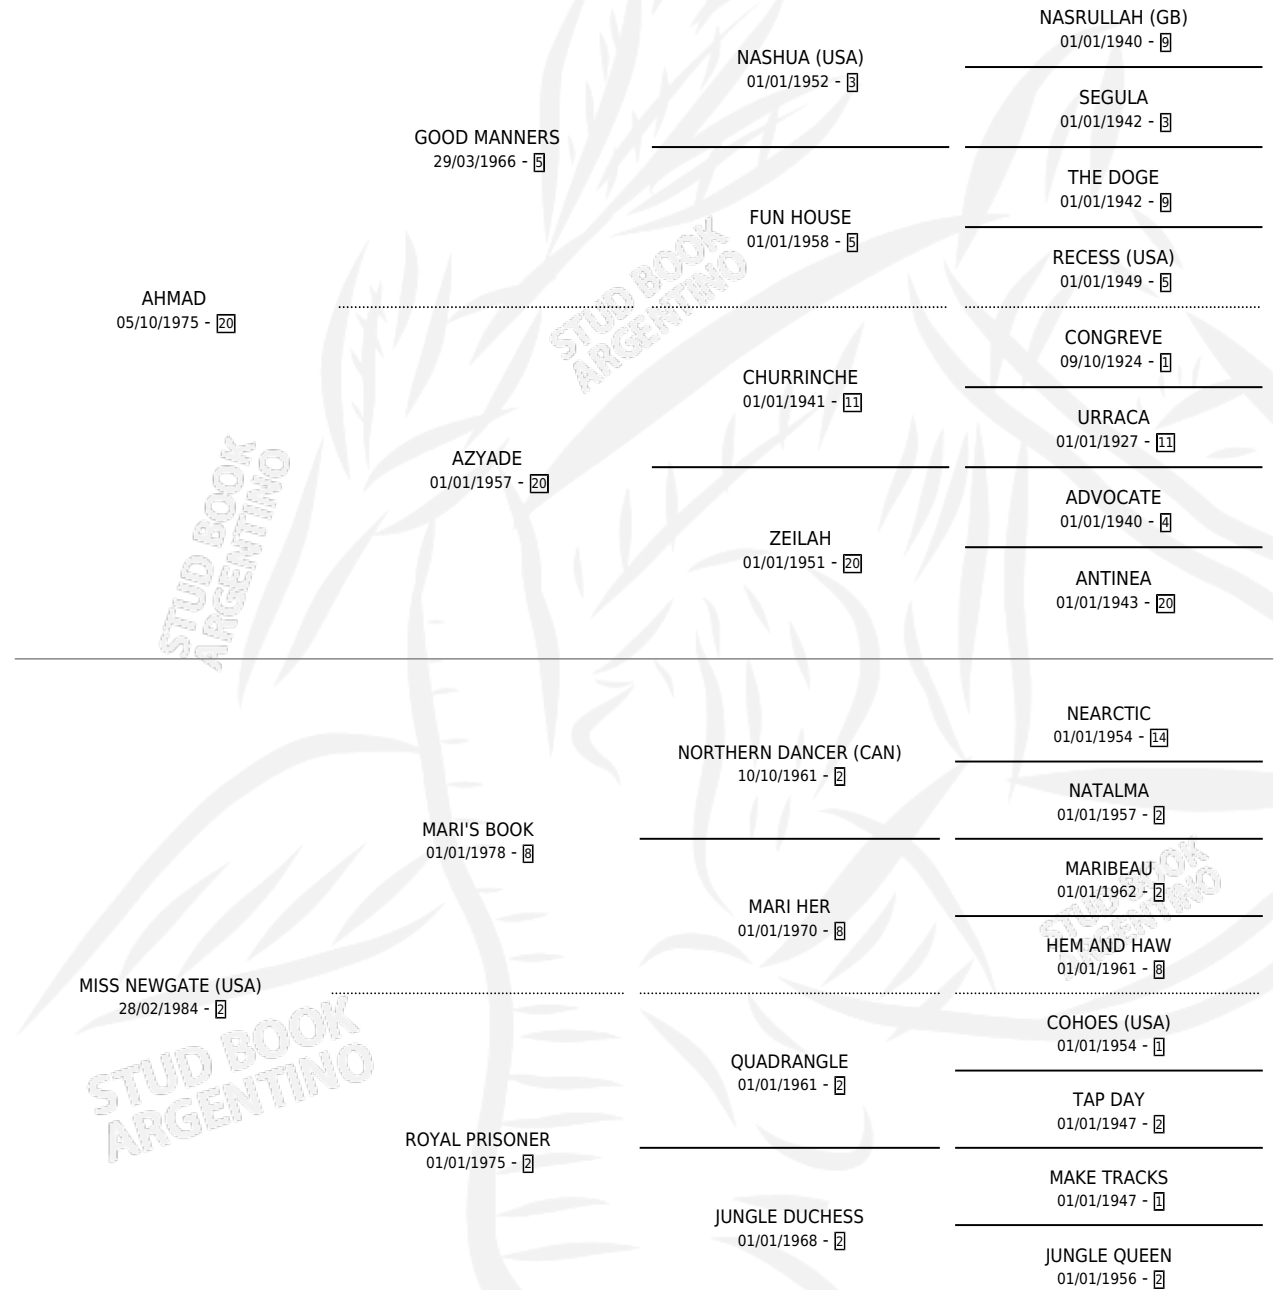 NASRULLAH (GB)
01/01/1940 - 9
NASHUA (USA)
01/01/1952 - 3
SEGULA
01/01/1942 - 3
GOOD MANNERS
29/03/1966 - 5
THE DOGE
01/01/1942 - 9
FUN HOUSE
01/01/1958 - 5
RECESS (USA)
01/01/1949 - 5
AHMAD
05/10/1975 - 20
CONGREVE
09/10/1924 - 1
CHURRINCHE
01/01/1941 - 11
URRACA
01/01/1927 - 11
AZYADE
01/01/1957 - 20
ADVOCATE
01/01/1940 - 4
ZEILAH
01/01/1951 - 20
ANTINEA
01/01/1943 - 20
STUD BOOK
ARGENTINO
STUD BOOK
ARGENTINO
NEARCTIC
01/01/1954 - 14
NORTHERN DANCER (CAN)
10/10/1961 - 2
NATALMA
01/01/1957 - 2
MARI'S BOOK
01/01/1978 - 8
MARIBEAU
01/01/1962 - 2
MARI HER
01/01/1970 - 8
HEM AND HAW
01/01/1961 - 8
MISS NEWGATE (USA)
28/02/1984 - 2
COHOES (USA)
01/01/1954 - 1
QUADRANGLE
01/01/1961 - 2
TAP DAY
01/01/1947 - 2
ROYAL PRISONER
01/01/1975 - 2
MAKE TRACKS
01/01/1947 - 1
JUNGLE DUCHESS
01/01/1968 - 2
JUNGLE QUEEN
01/01/1956 - 2
STUD BOOK
ARGENTINO
STUD BOOK
ARGENTINO